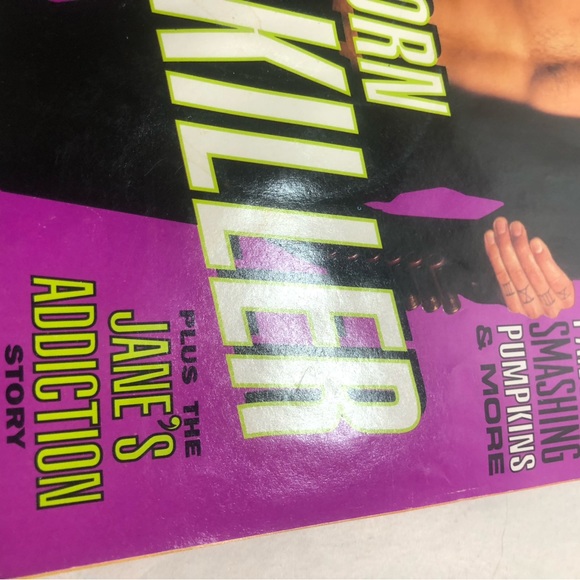 ORN
KILLER
PLUS THE
JANE'S
ADDICTION
STORY
SMASHING
PUMPKINS
& MORE